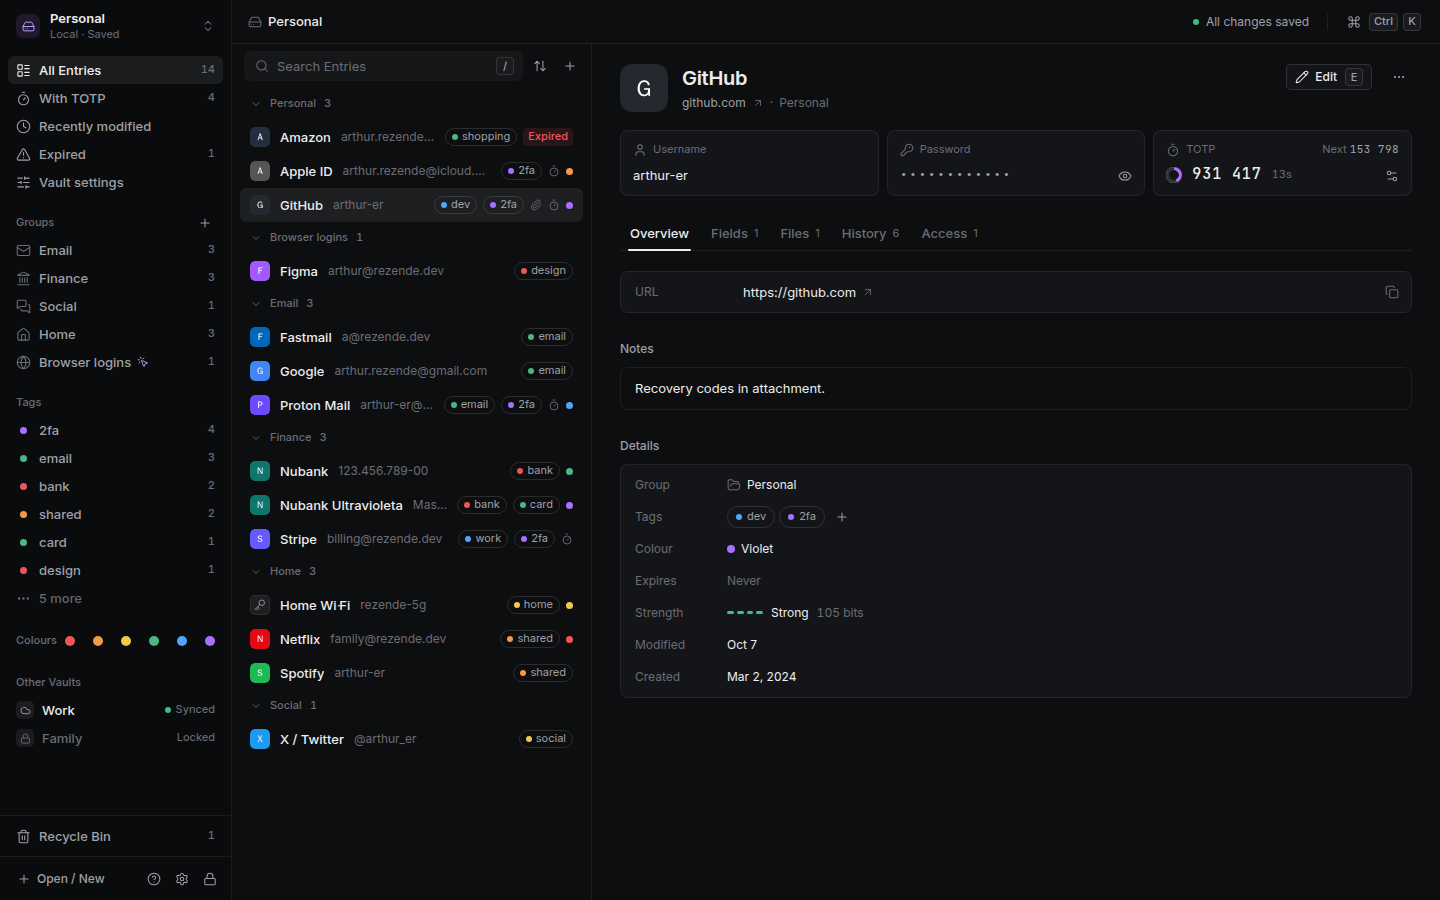 Personal
Local · Saved
All Entries 14
With TOTP 4
Recently modified
Expired 1
Vault settings
Groups
Email 3
Finance 3
Social 1
Home 3
Browser logins 1
Tags
2fa 4
email 3
bank 2
shared 2
card 1
design 1
5 more
Colours
Other Vaults
Work Synced
Family Locked
Recycle Bin 1
Open / New
Personal
All changes saved Ctrl K
Search Entries /
Personal 3
A Amazon arthur.rezende... shopping Expired
A Apple ID arthur.rezende@icloud.... 2fa
G GitHub arthur-er dev 2fa
Browser logins 1
F Figma arthur@rezende.dev design
Email 3
F Fastmail a@rezende.dev email
G Google arthur.rezende@gmail.com email
P Proton Mail arthur-er@... email 2fa
Finance 3
N Nubank 123.456.789-00 bank
N Nubank Ultravioleta Mas... bank card
S Stripe billing@rezende.dev work 2fa
Home 3
Home Wi-Fi rezende-5g home
N Netflix family@rezende.dev shared
S Spotify arthur-er shared
Social 1
X X / Twitter @arthur_er social
G GitHub
github.com · Personal
Edit E
Username
arthur-er
Password
TOTP Next 153 798
931 417 13s
Overview Fields 1 Files 1 History 6 Access 1
URL https://github.com
Notes
Recovery codes in attachment.
Details
Group Personal
Tags dev 2fa
Colour Violet
Expires Never
Strength Strong 105 bits
Modified Oct 7
Created Mar 2, 2024